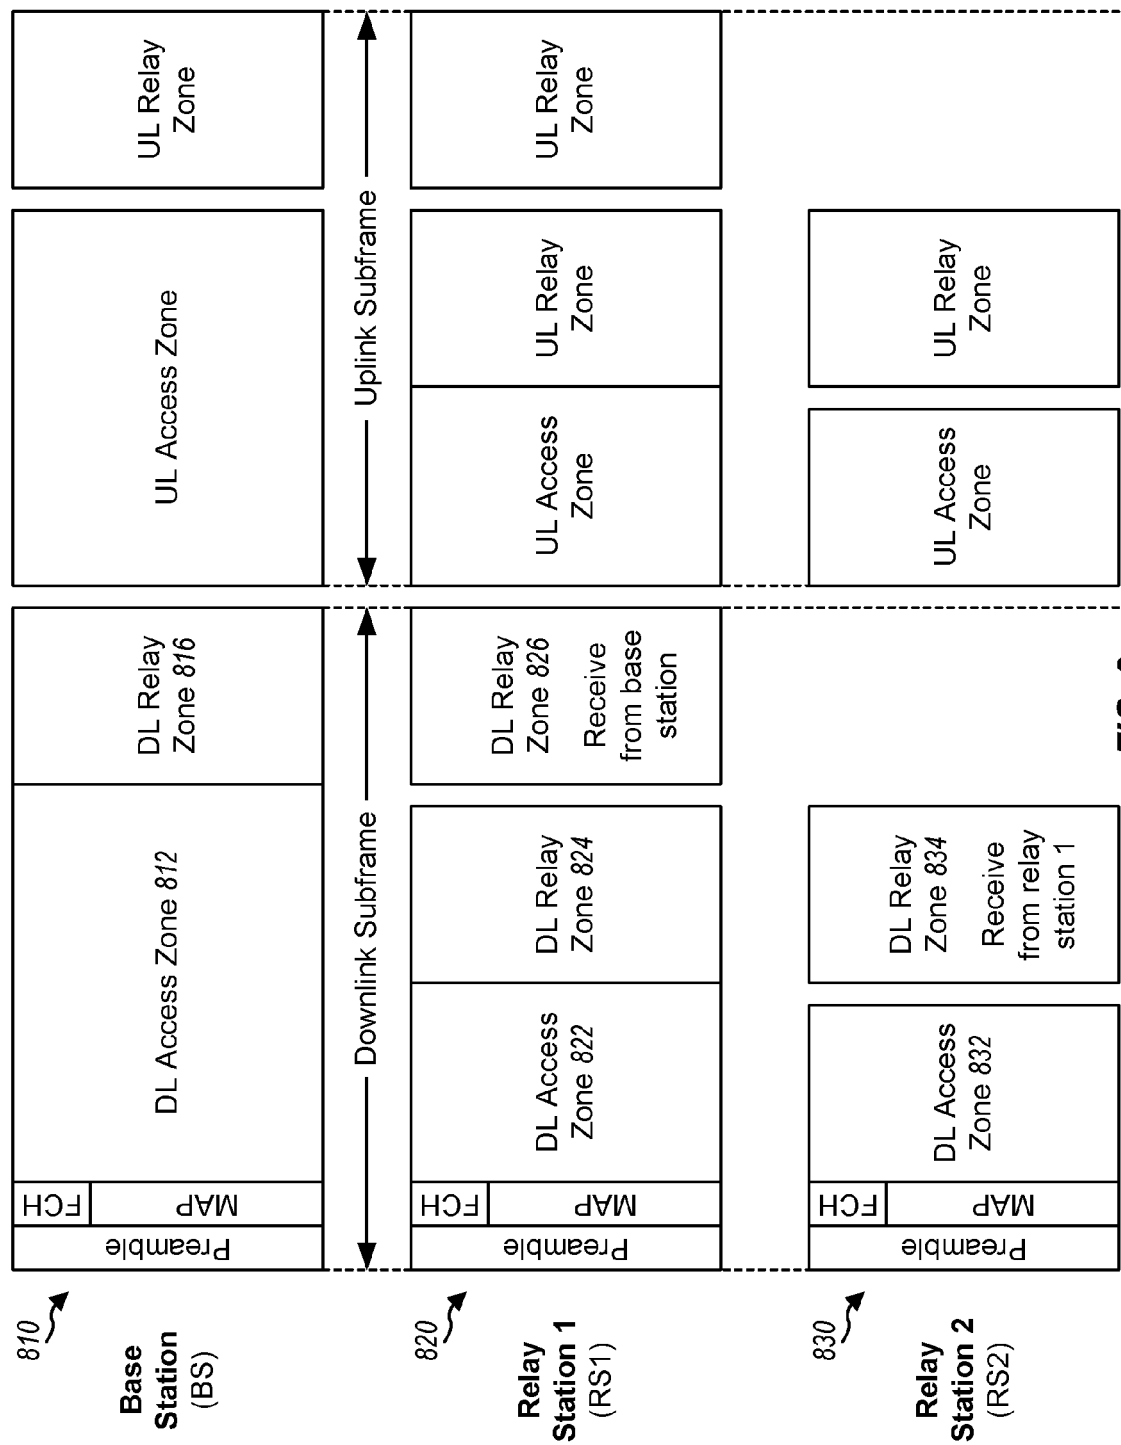 810
Base
Station
(BS)
Preamble
FCH
MAP
DL Access Zone 812
DL Relay
Zone 816
UL Access Zone
UL Relay
Zone
Downlink Subframe
Uplink Subframe
820
Relay
Station 1
(RS1)
Preamble
FCH
MAP
DL Access
Zone 822
DL Relay
Zone 824
DL Relay
Zone 826
Receive
from base
station
UL Access
Zone
UL Relay
Zone
UL Relay
Zone
830
Relay
Station 2
(RS2)
Preamble
FCH
MAP
DL Access
Zone 832
DL Relay
Zone 834
Receive
from relay
station 1
UL Access
Zone
UL Relay
Zone